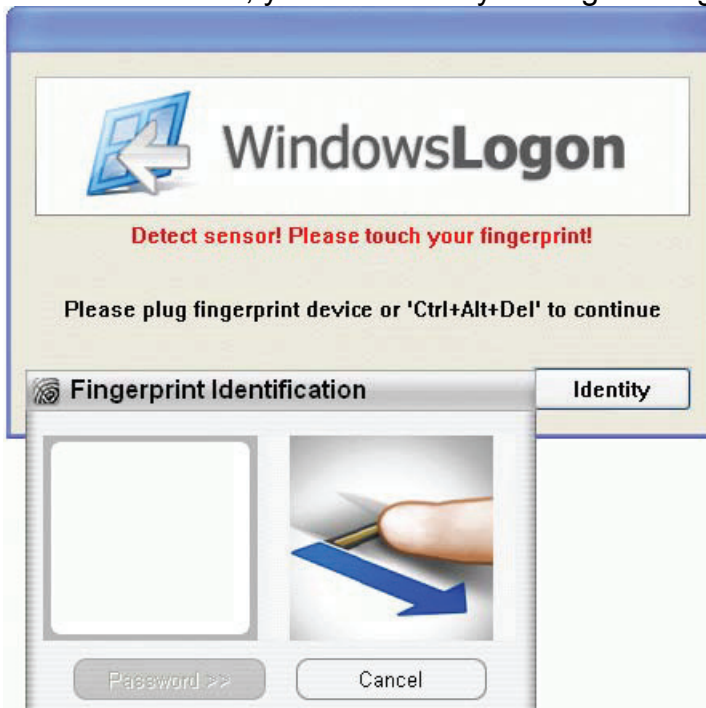 WindowsLogon
Detect sensor! Please touch your fingerprint!
Please plug fingerprint device or 'Ctrl+Alt+Del' to continue
Fingerprint Identification
Identity
Password >>
Cancel